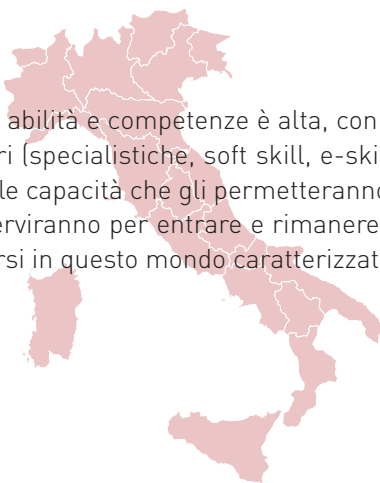 abilità e competenze è alta, con
ri (specialistiche, soft skill, e-skil
le capacità che gli permetteranno
erviranno per entrare e rimanere
rsi in questo mondo caratterizzat